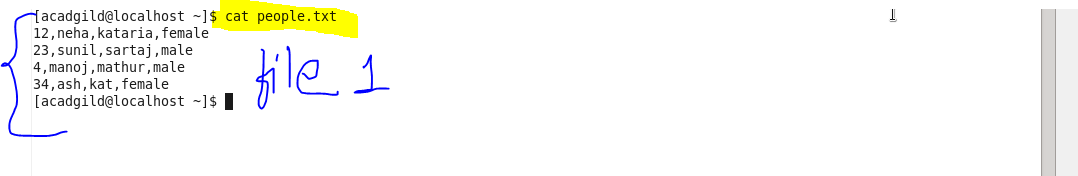 [acadgild@localhost ~]$ cat people.txt
12,neha,kataria,female
23,sunil,sartaj,male
4,manoj,mathur,male
34,ash,kat,female
[acadgild@localhost ~]$
file 1